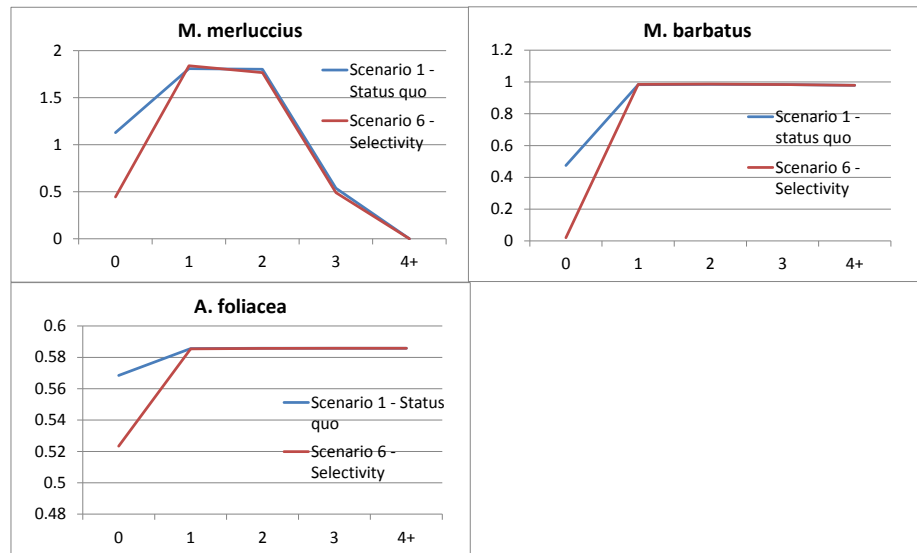 M. merluccius
2
1.5
1
0.5
0
0 1 2 3 4+
Scenario 1 -
Status quo
Scenario 6 -
Selectivity
M. barbatus
1.2
1
0.8
0.6
0.4
0.2
0
0 1 2 3 4+
Scenario 1 -
status quo
Scenario 6 -
Selectivity
A. foliacea
0.6
0.58
0.56
0.54
0.52
0.5
0.48
0 1 2 3 4+
Scenario 1 - Status
quo
Scenario 6 -
Selectivity